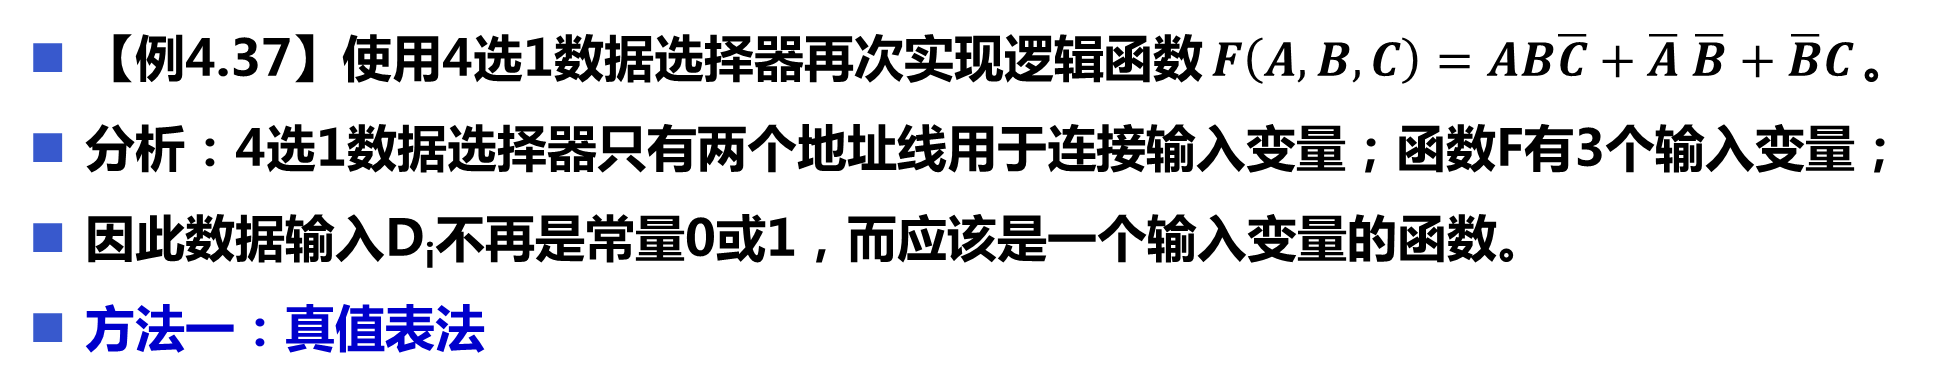 ■ 【例4.37】使用4选1数据选择器再次实现逻辑函数 F(A, B, C) = ABC̅ + A̅ B̅ + B̅C。
■ 分析：4选1数据选择器只有两个地址线用于连接输入变量；函数F有3个输入变量；
■ 因此数据输入Dᵢ不再是常量0或1，而应该是一个输入变量的函数。
■ 方法一：真值表法